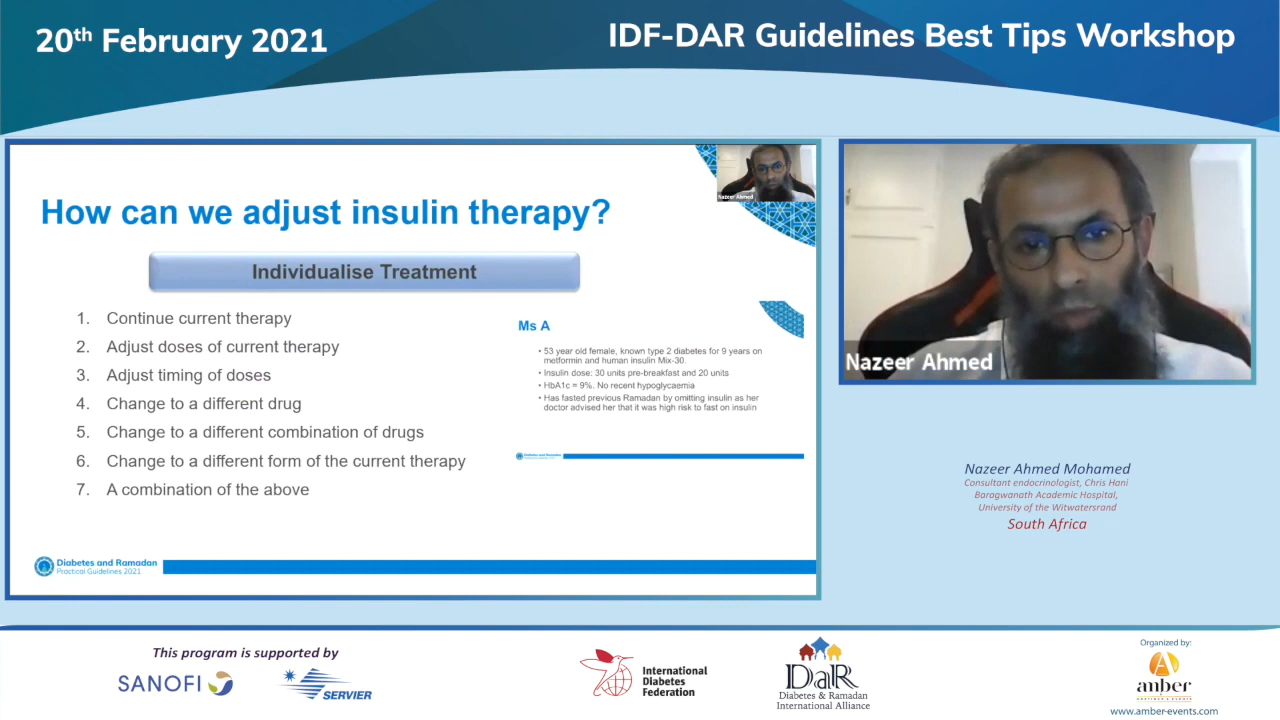 20th February 2021
IDF-DAR Guidelines Best Tips Workshop
Nazeer Ahmed
How can we adjust insulin therapy?
Individualise Treatment
1. Continue current therapy
2. Adjust doses of current therapy
3. Adjust timing of doses
4. Change to a different drug
5. Change to a different combination of drugs
6. Change to a different form of the current therapy
7. A combination of the above
Ms A
• 53 year old female, known type 2 diabetes for 9 years on
metformin and human insulin Mix-30.
• Insulin dose: 30 units pre-breakfast and 20 units
• HbA1c = 9%. No recent hypoglycaemia
• Has fasted previous Ramadan by omitting insulin as her
doctor advised her that it was high risk to fast on insulin
Diabetes and Ramadan
Practical Guidelines 2021
Nazeer Ahmed
Nazeer Ahmed Mohamed
Consultant endocrinologist, Chris Hani
Baragwanath Academic Hospital,
University of the Witwatersrand
South Africa
This program is supported by
SANOFI
SERVIER
International
Diabetes
Federation
DaR
Diabetes & Ramadan
International Alliance
Organized by:
anber
www.amber-events.com